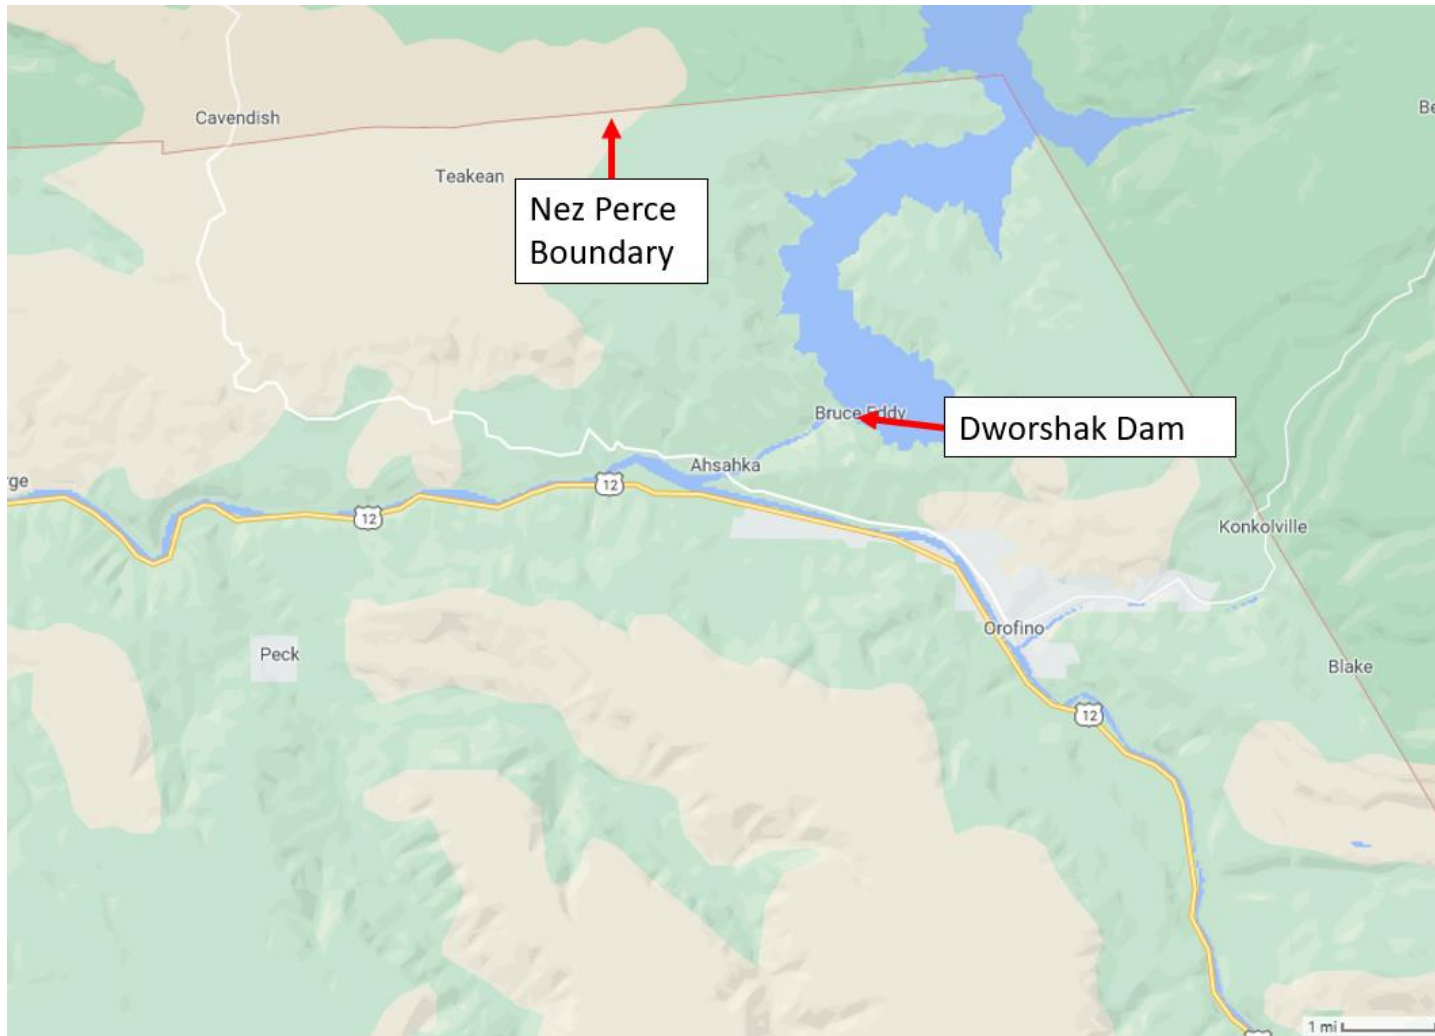 Cavendish
Be
Teakean
Nez Perce
Boundary
Bruce Eddy
Dworshak Dam
Ahsahka
rge
12
12
Konkolville
Orofino
Peck
Blake
12
1 mi